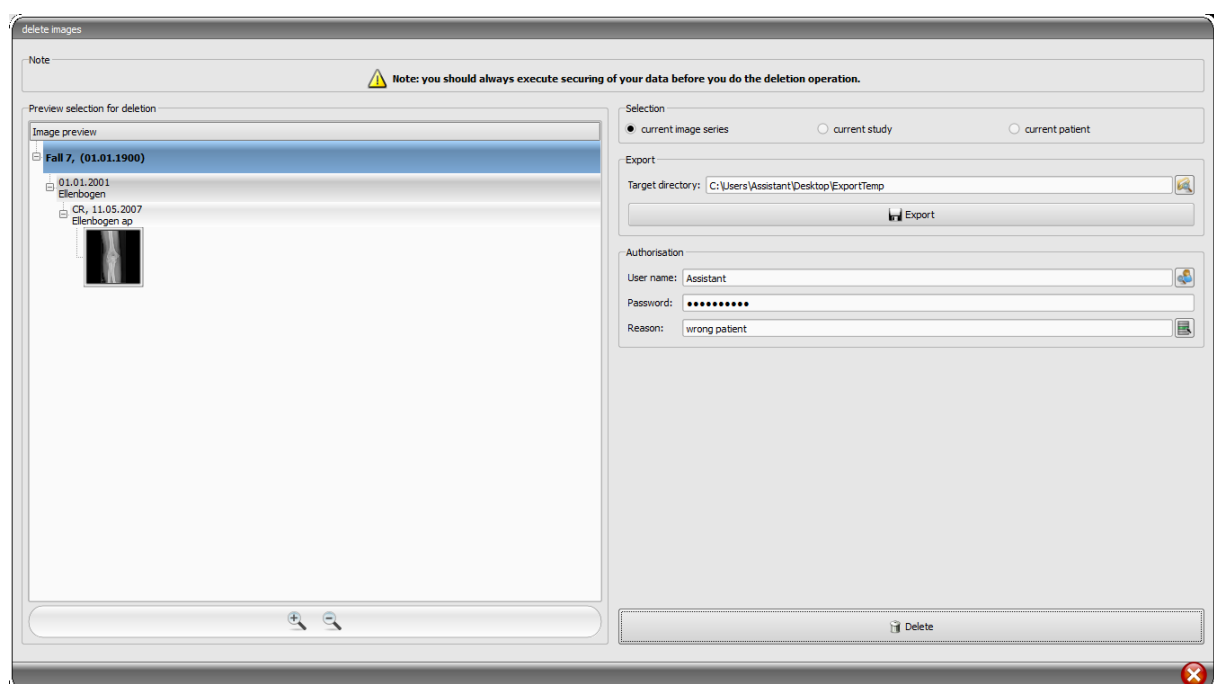 delete images
Note
Note: you should always execute securing of your data before you do the deletion operation.
Preview selection for deletion
Image preview
Fall 7, (01.01.1900)
01.01.2001
Ellenbogen
CR, 11.05.2007
Ellenbogen ap
Selection
current image series
current study
current patient
Export
Target directory: C:\Users\Assistant\Desktop\ExportTemp
Export
Authorisation
User name: Assistant
Password: ●●●●●●●●●●
Reason: wrong patient
Delete